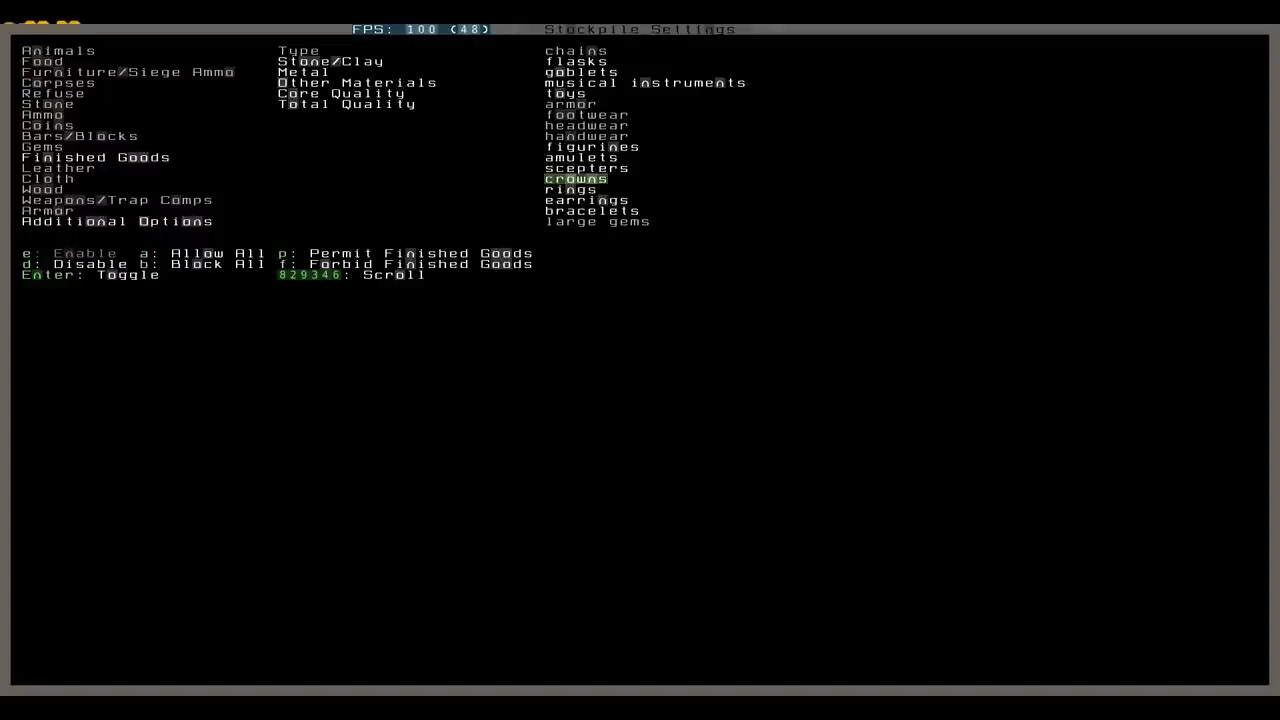 FPS: 100 (48) Stockpile Settings
Animals Type chains
Food Stone/Clay flasks
Furniture/Siege Ammo Metal goblets
Corpses Other Materials musical instruments
Refuse Core Quality toys
Stone Total Quality armor
Ammo footwear
Coins headwear
Bars/Blocks handwear
Gems figurines
Finished Goods amulets
Leather scepters
Cloth crowns
Wood rings
Weapons/Trap Comps earrings
Armor bracelets
Additional Options large gems
e: Enable a: Allow All p: Permit Finished Goods
d: Disable b: Block All f: Forbid Finished Goods
Enter: Toggle 829346: Scroll